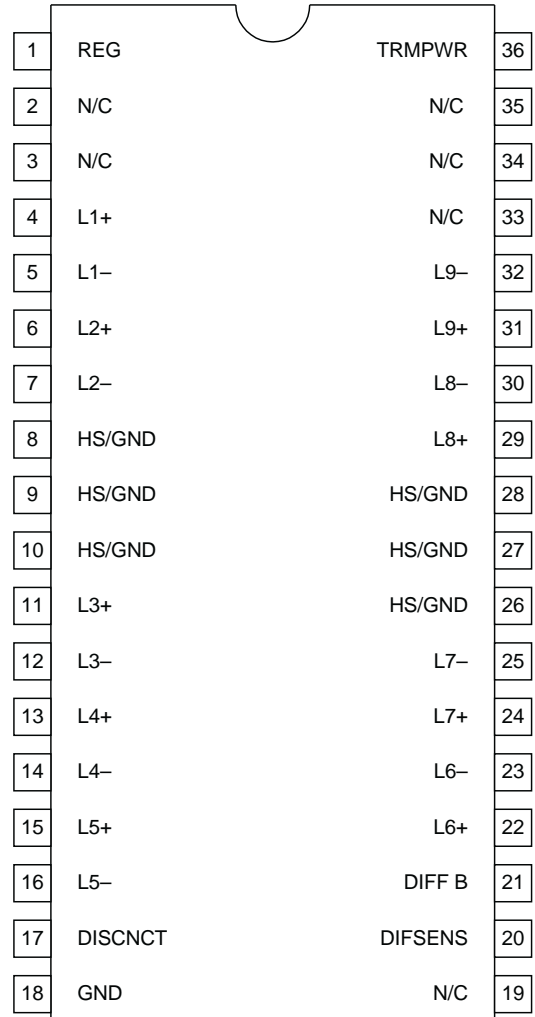 1 REG TRMPWR 36
2 N/C N/C 35
3 N/C N/C 34
4 L1+ N/C 33
5 L1– L9– 32
6 L2+ L9+ 31
7 L2– L8– 30
8 HS/GND L8+ 29
9 HS/GND HS/GND 28
10 HS/GND HS/GND 27
11 L3+ HS/GND 26
12 L3– L7– 25
13 L4+ L7+ 24
14 L4– L6– 23
15 L5+ L6+ 22
16 L5– DIFF B 21
17 DISCNCT DIFSENS 20
18 GND N/C 19